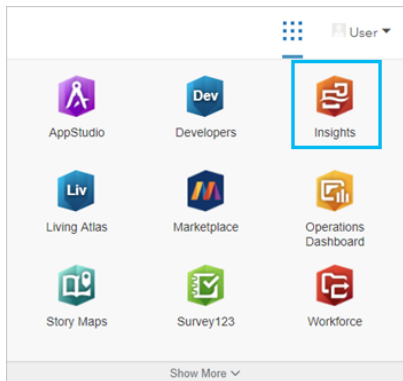 User
AppStudio
Dev
Developers
Insights
Liv
Living Atlas
Marketplace
Operations
Dashboard
Story Maps
Survey123
Workforce
Show More